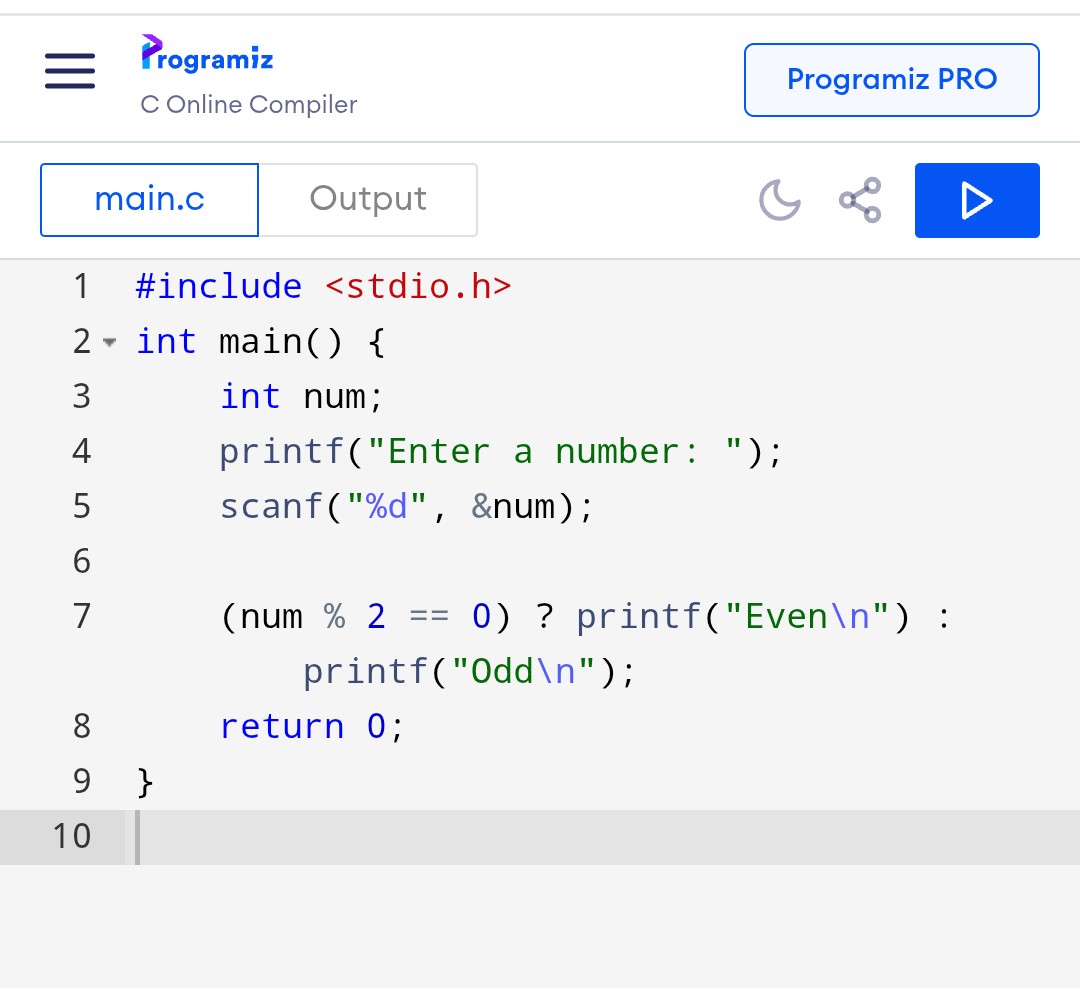 Programiz
C Online Compiler
Programiz PRO
main.c
Output
1 #include <stdio.h>
2 int main() {
3     int num;
4     printf("Enter a number: ");
5     scanf("%d", &num);
6
7     (num % 2 == 0) ? printf("Even\n") :
        printf("Odd\n");
8     return 0;
9 }
10